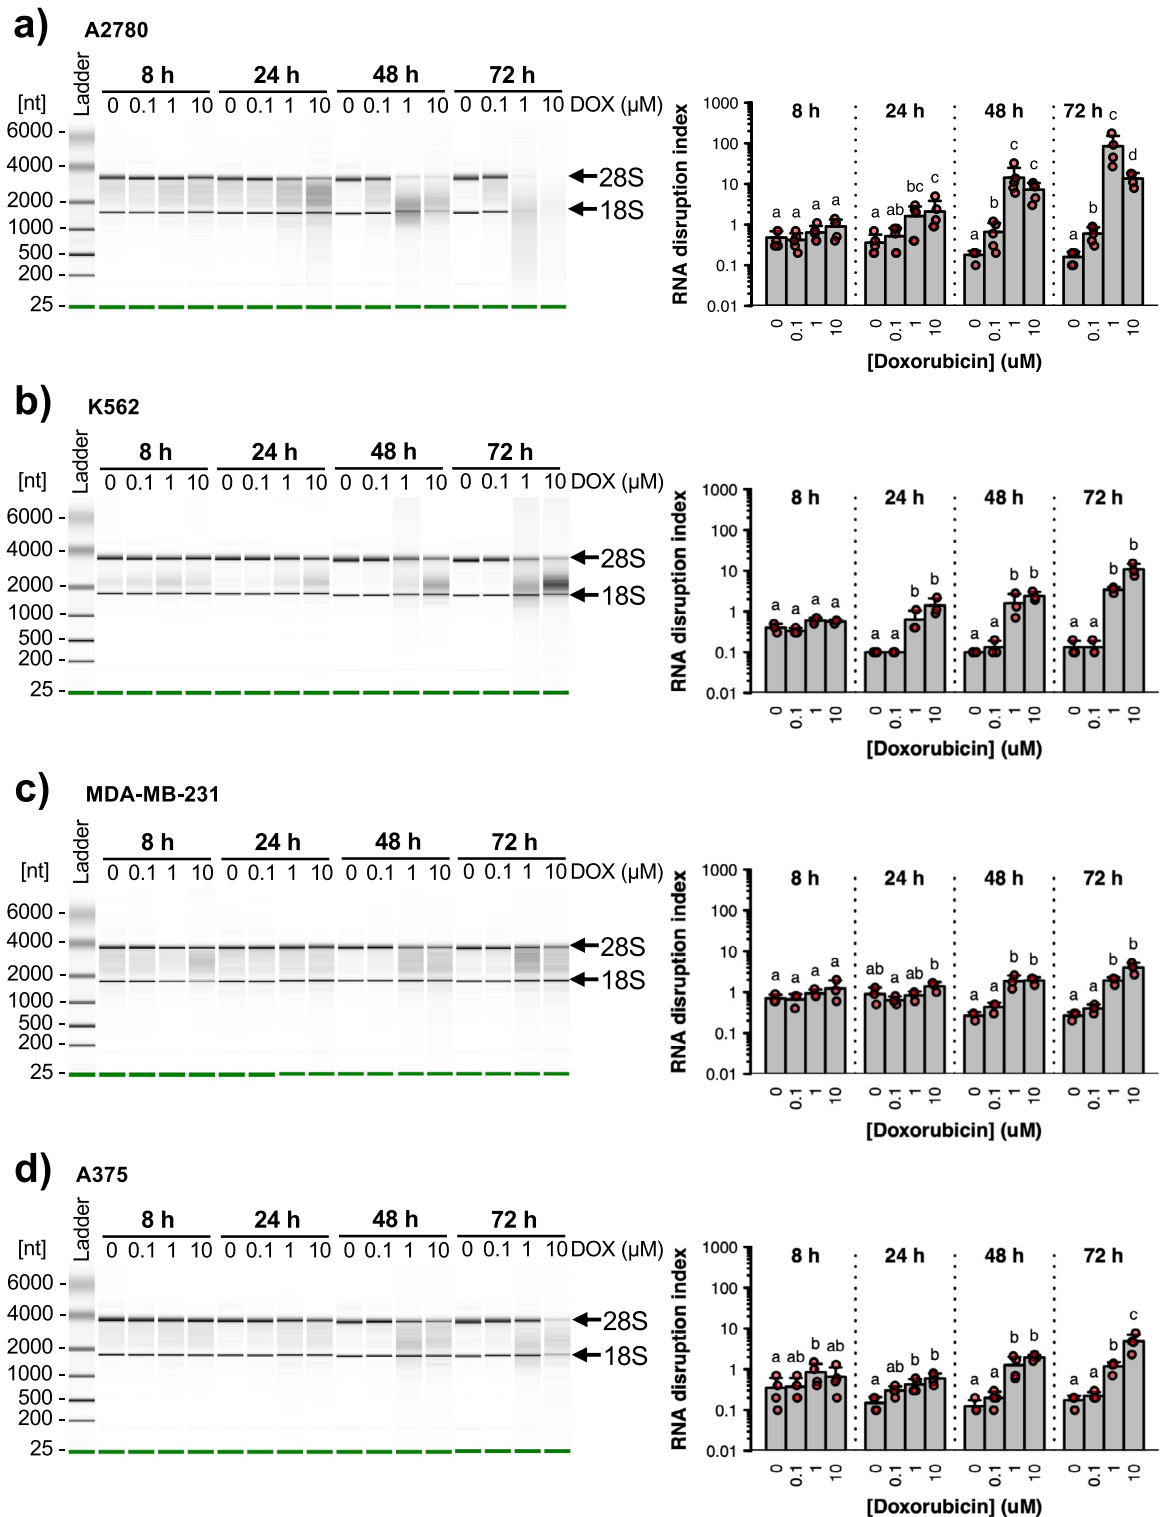 a) A2780
Ladder
8 h 24 h 48 h 72 h
[nt] 0 0.1 1 10 0 0.1 1 10 0 0.1 1 10 0 0.1 1 10 DOX (µM)
6000
4000
28S
2000
18S
1000
500
200
25
RNA disruption index
1000
100
10
1
0.1
0.01
8 h 24 h 48 h 72 h
a a a a a ab bc c a b c c a b c d
0 0.1 1 10 0 0.1 1 10 0 0.1 1 10 0 0.1 1 10
[Doxorubicin] (uM)
b) K562
Ladder
8 h 24 h 48 h 72 h
[nt] 0 0.1 1 10 0 0.1 1 10 0 0.1 1 10 0 0.1 1 10 DOX (µM)
6000
4000
28S
2000
18S
1000
500
200
25
RNA disruption index
1000
100
10
1
0.1
0.01
8 h 24 h 48 h 72 h
a a a a a a b b a a b b a a b b
0 0.1 1 10 0 0.1 1 10 0 0.1 1 10 0 0.1 1 10
[Doxorubicin] (uM)
c) MDA-MB-231
Ladder
8 h 24 h 48 h 72 h
[nt] 0 0.1 1 10 0 0.1 1 10 0 0.1 1 10 0 0.1 1 10 DOX (µM)
6000
4000
28S
2000
18S
1000
500
200
25
RNA disruption index
1000
100
10
1
0.1
0.01
8 h 24 h 48 h 72 h
a a a a ab a ab b a a b b a a b b
0 0.1 1 10 0 0.1 1 10 0 0.1 1 10 0 0.1 1 10
[Doxorubicin] (uM)
d) A375
Ladder
8 h 24 h 48 h 72 h
[nt] 0 0.1 1 10 0 0.1 1 10 0 0.1 1 10 0 0.1 1 10 DOX (µM)
6000
4000
28S
2000
18S
1000
500
200
25
RNA disruption index
1000
100
10
1
0.1
0.01
8 h 24 h 48 h 72 h
a ab b ab a ab b b a a b b a a b c
0 0.1 1 10 0 0.1 1 10 0 0.1 1 10 0 0.1 1 10
[Doxorubicin] (uM)